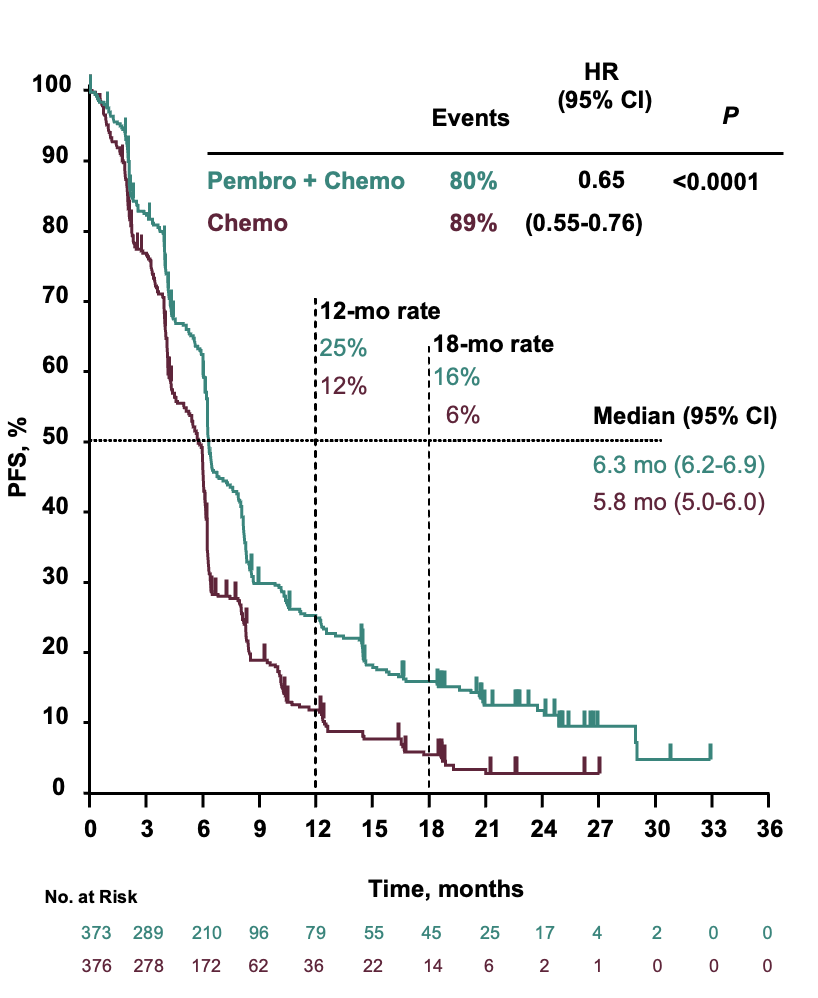 HR
(95% CI)
Events P
Pembro + Chemo 80% 0.65 <0.0001
Chemo 89% (0.55-0.76)
12-mo rate
25%
12%
18-mo rate
16%
6%
Median (95% CI)
6.3 mo (6.2-6.9)
5.8 mo (5.0-6.0)
PFS, %
100
90
80
70
60
50
40
30
20
10
0
0 3 6 9 12 15 18 21 24 27 30 33 36
Time, months
No. at Risk
373 289 210 96 79 55 45 25 17 4 2 0 0
376 278 172 62 36 22 14 6 2 1 0 0 0